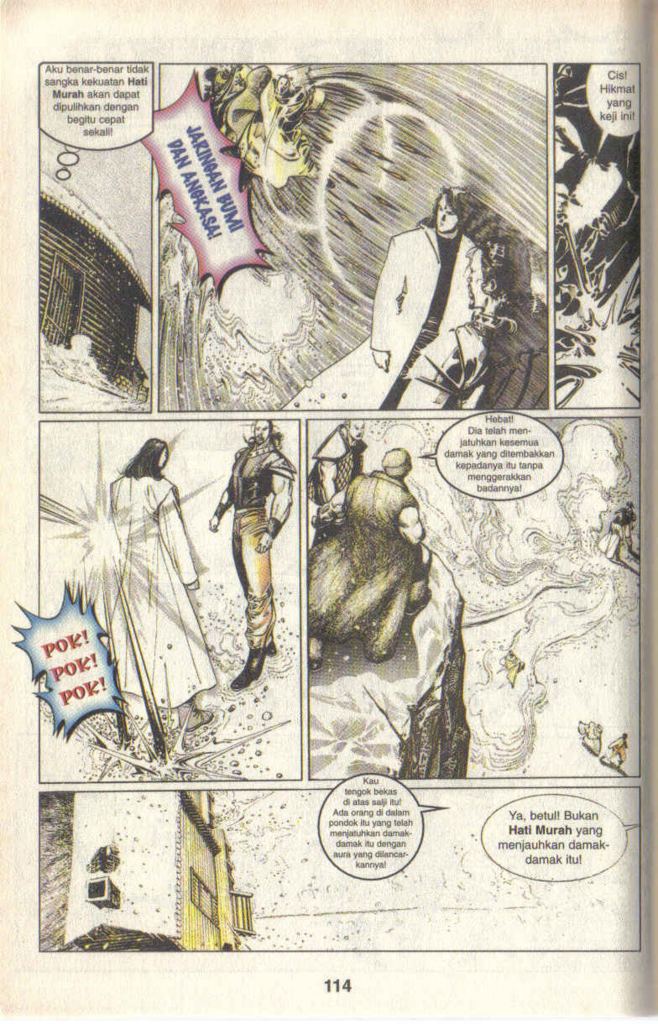 Aku benar-benar tidak
sangka kekuatan Hati
Murah akan dapat
dipulihkan dengan
begitu cepat
sekali!
JARINGAN BUMI
DAN ANGKASA!
Cis!
Hikmat
yang
keji ini!
POK!
POK!
POK!
Hebat!
Dia telah men-
jatuhkan kesemua
damak yang ditembakkan
kepadanya itu tanpa
menggerakkan
badannya!
Kau
tengok bekas
di atas salji itu!
Ada orang di dalam
pondok itu yang telah
menjatuhkan damak-
damak itu dengan
aura yang dilancar-
kannya!
Ya, betul! Bukan
Hati Murah yang
menjauhkan damak-
damak itu!
114